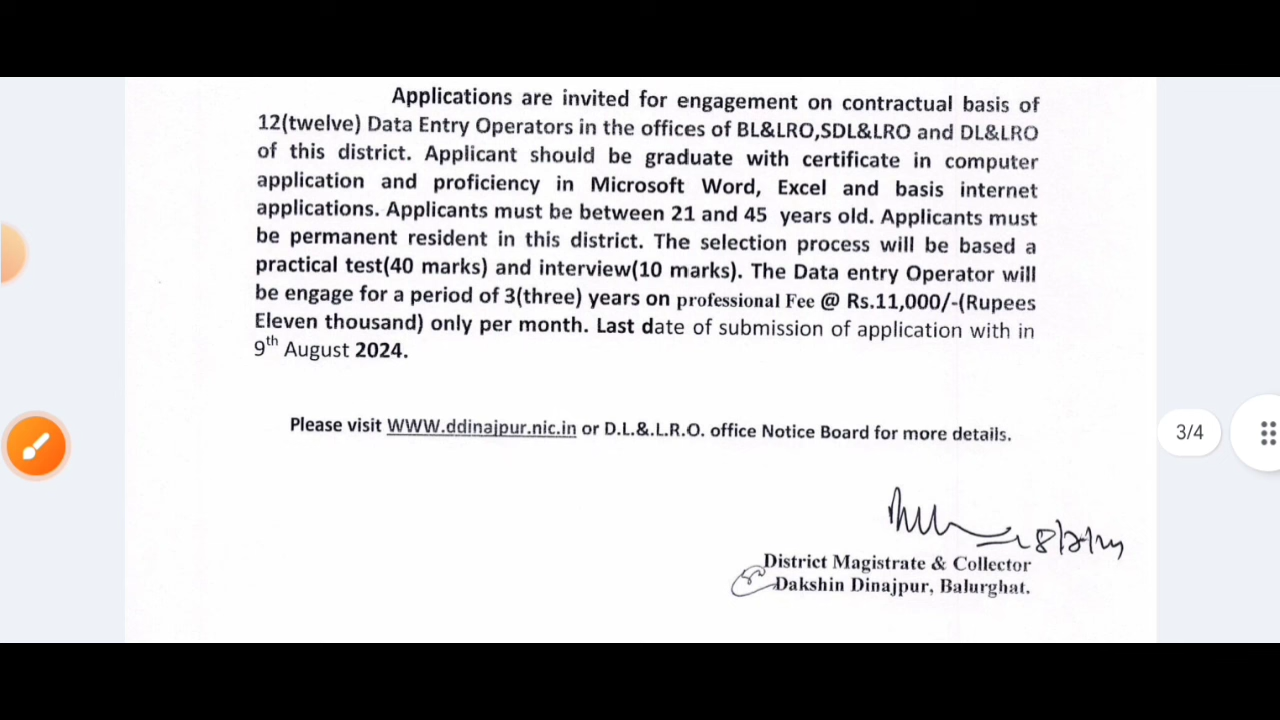 Applications are invited for engagement on contractual basis of
12(twelve) Data Entry Operators in the offices of BL&LRO,SDL&LRO and DL&LRO
of this district. Applicant should be graduate with certificate in computer
application and proficiency in Microsoft Word, Excel and basis internet
applications. Applicants must be between 21 and 45 years old. Applicants must
be permanent resident in this district. The selection process will be based a
practical test(40 marks) and interview(10 marks). The Data entry Operator will
be engage for a period of 3(three) years on professional Fee @ Rs.11,000/-(Rupees
Eleven thousand) only per month. Last date of submission of application with in
9th August 2024.
Please visit WWW.ddinajpur.nic.in or D.L.&.L.R.O. office Notice Board for more details.
3/4
District Magistrate & Collector
Dakshin Dinajpur, Balurghat.